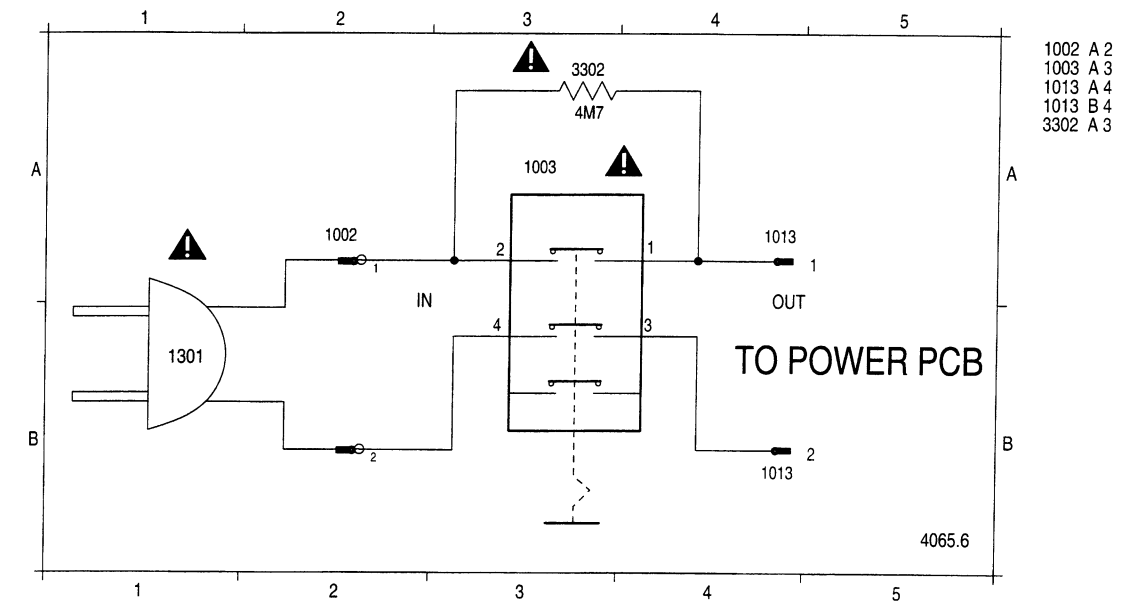 1 2 3 4 5
1002 A 2
1003 A 3
1013 A 4
1013 B 4
3302 A 3
!
3302
4M7
A
1003
!
A
!
1002
2
1
1013
1
1
IN
OUT
4
3
1301
TO POWER PCB
B
B
2
2
1013
4065.6
1 2 3 4 5